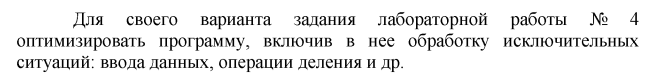 Для своего варианта задания лабораторной работы № 4
оптимизировать программу, включив в нее обработку исключительных
ситуаций: ввода данных, операции деления и др.